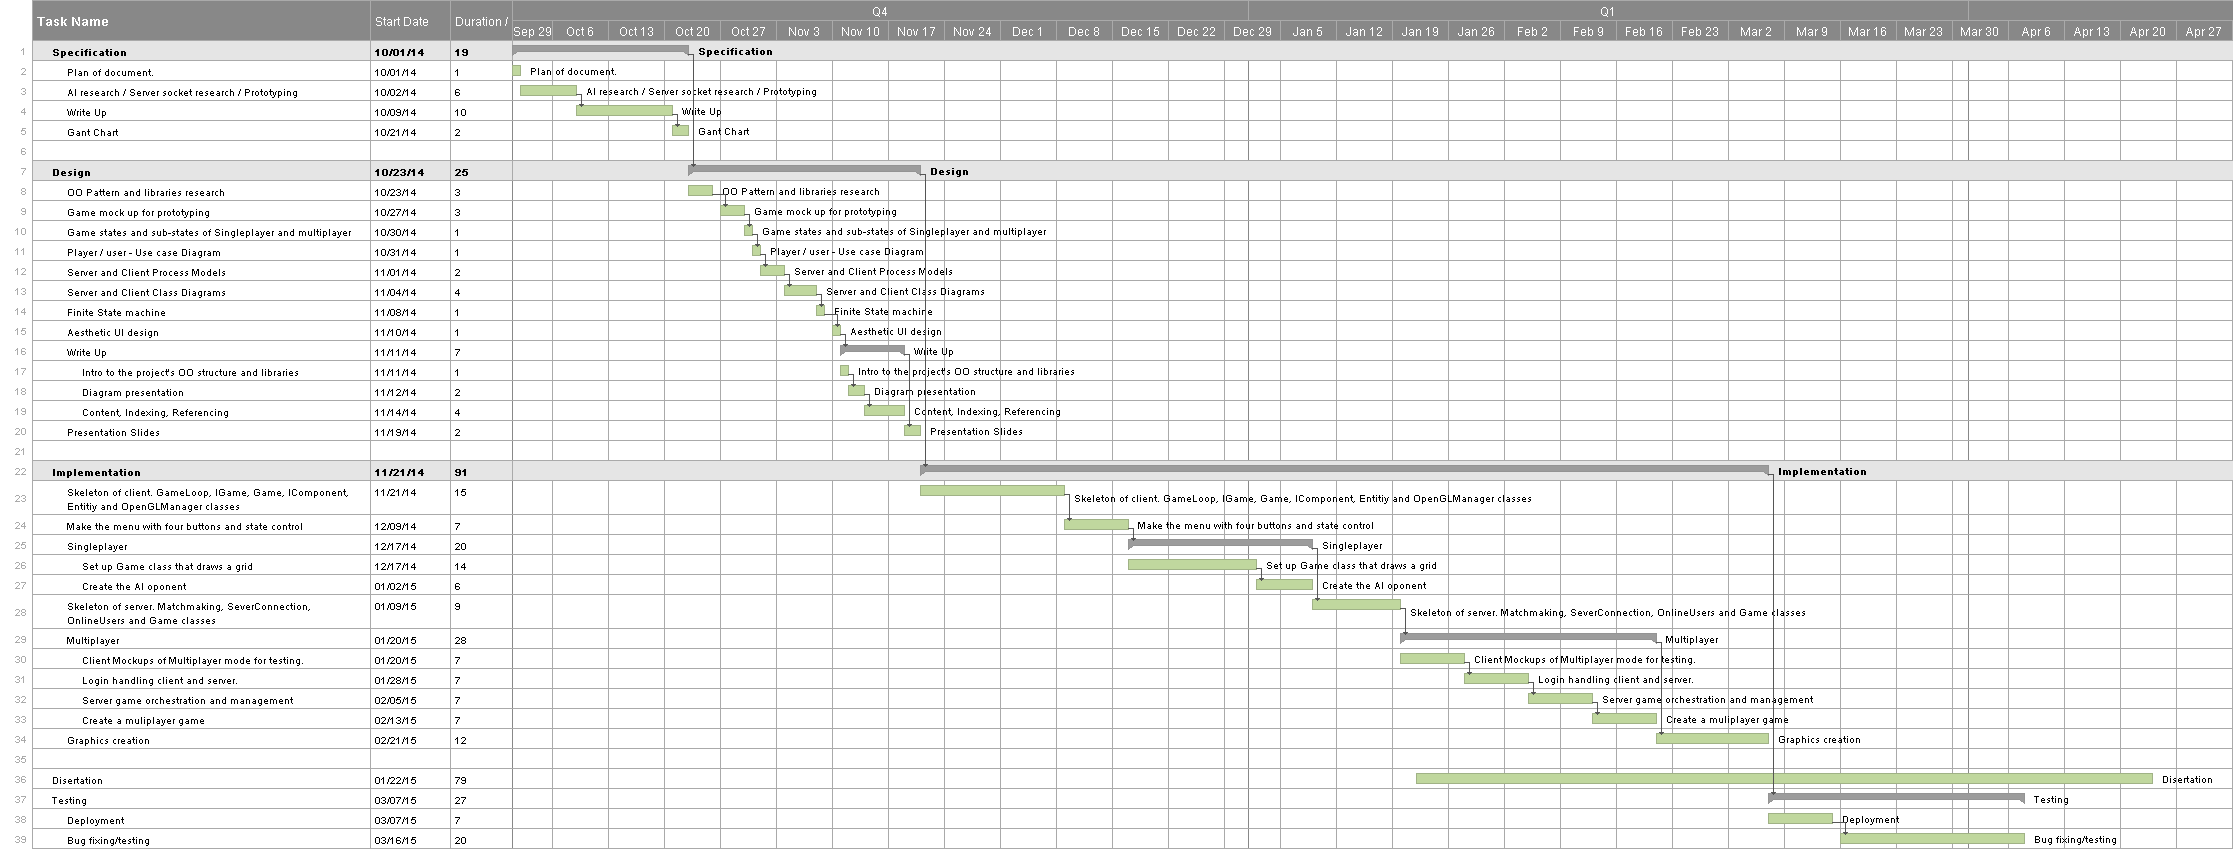 Task Name Start Date Duration / Q4 Q1
Sep 29 Oct 6 Oct 13 Oct 20 Oct 27 Nov 3 Nov 10 Nov 17 Nov 24 Dec 1 Dec 8 Dec 15 Dec 22 Dec 29 Jan 5 Jan 12 Jan 19 Jan 26 Feb 2 Feb 9 Feb 16 Feb 23 Mar 2 Mar 9 Mar 16 Mar 23 Mar 30 Apr 6 Apr 13 Apr 20 Apr 27
1 Specification 10/01/14 19 Specification
2 Plan of document. 10/01/14 1 Plan of document.
3 AI research / Server socket research / Prototyping 10/02/14 6 AI research / Server socket research / Prototyping
4 Write Up 10/09/14 10 Write Up
5 Gant Chart 10/21/14 2 Gant Chart
6
7 Design 10/23/14 25 Design
8 OO Pattern and libraries research 10/23/14 3 OO Pattern and libraries research
9 Game mock up for prototyping 10/27/14 3 Game mock up for prototyping
10 Game states and sub-states of Singleplayer and multiplayer 10/30/14 1 Game states and sub-states of Singleplayer and multiplayer
11 Player / user - Use case Diagram 10/31/14 1 Player / user - Use case Diagram
12 Server and Client Process Models 11/01/14 2 Server and Client Process Models
13 Server and Client Class Diagrams 11/04/14 4 Server and Client Class Diagrams
14 Finite State machine 11/08/14 1 Finite State machine
15 Aesthetic UI design 11/10/14 1 Aesthetic UI design
16 Write Up 11/11/14 7 Write Up
17 Intro to the project's OO structure and libraries 11/11/14 1 Intro to the project's OO structure and libraries
18 Diagram presentation 11/12/14 2 Diagram presentation
19 Content, Indexing, Referencing 11/14/14 4 Content, Indexing, Referencing
20 Presentation Slides 11/19/14 2 Presentation Slides
21
22 Implementation 11/21/14 91 Implementation
23 Skeleton of client. GameLoop, IGame, Game, IComponent, 11/21/14 15 Skeleton of client. GameLoop, IGame, Game, IComponent, Entitiy and OpenGLManager classes
Entitiy and OpenGLManager classes
24 Make the menu with four buttons and state control 12/09/14 7 Make the menu with four buttons and state control
25 Singleplayer 12/17/14 20 Singleplayer
26 Set up Game class that draws a grid 12/17/14 14 Set up Game class that draws a grid
27 Create the AI oponent 01/02/15 6 Create the AI oponent
28 Skeleton of server. Matchmaking, SeverConnection, 01/09/15 9 Skeleton of server. Matchmaking, SeverConnection, OnlineUsers and Game classes
OnlineUsers and Game classes
29 Multiplayer 01/20/15 28 Multiplayer
30 Client Mockups of Multiplayer mode for testing. 01/20/15 7 Client Mockups of Multiplayer mode for testing.
31 Login handling client and server. 01/28/15 7 Login handling client and server.
32 Server game orchestration and management 02/05/15 7 Server game orchestration and management
33 Create a muliplayer game 02/13/15 7 Create a muliplayer game
34 Graphics creation 02/21/15 12 Graphics creation
35
36 Disertation 01/22/15 79 Disertation
37 Testing 03/07/15 27 Testing
38 Deployment 03/07/15 7 Deployment
39 Bug fixing/testing 03/16/15 20 Bug fixing/testing